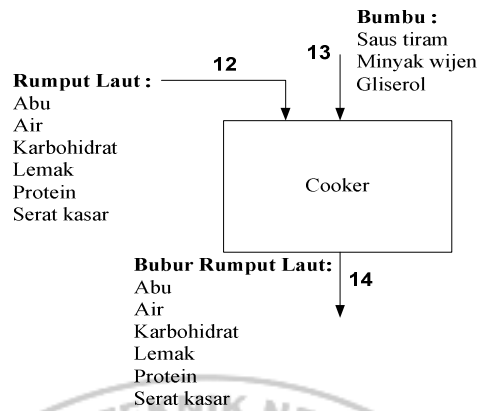 Bumbu :
Saus tiram
Minyak wijen
Gliserol
13
12
Rumput Laut :
Abu
Air
Karbohidrat
Lemak
Protein
Serat kasar
Cooker
Bubur Rumput Laut:
Abu
Air
Karbohidrat
Lemak
Protein
Serat kasar
14